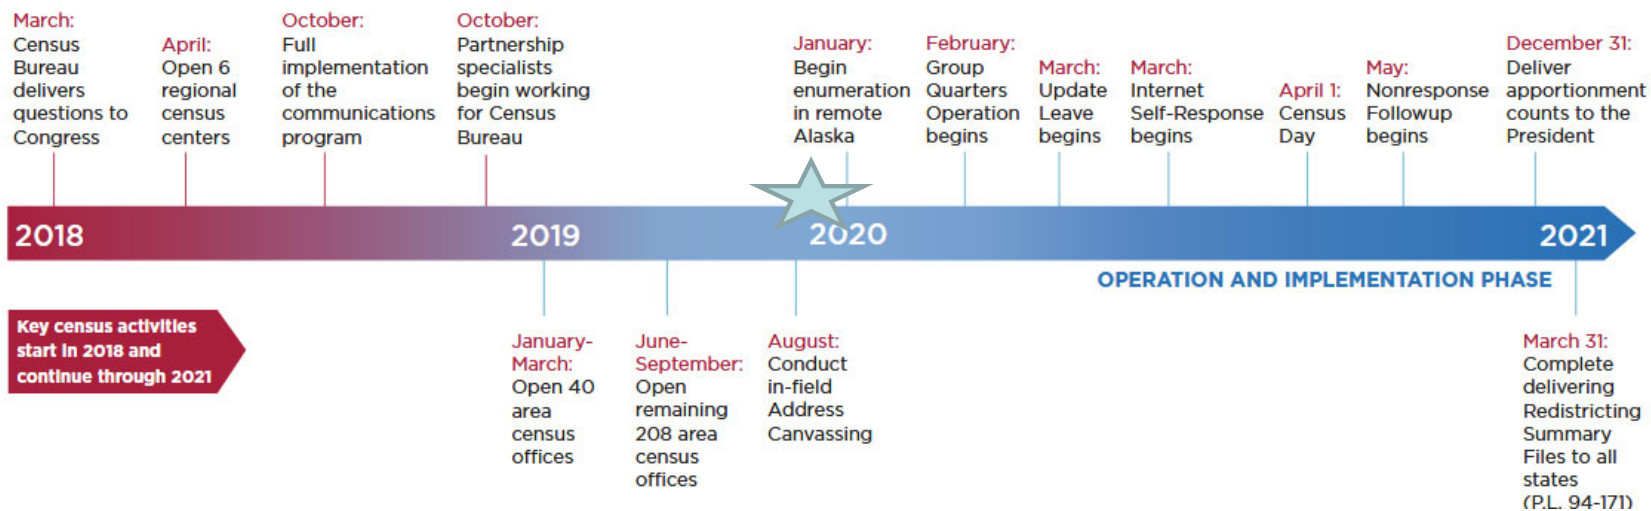 March:
Census
Bureau
delivers
questions to
Congress
April:
Open 6
regional
census
centers
October:
Full
implementation
of the
communications
program
October:
Partnership
specialists
begin working
for Census
Bureau
January:
Begin
enumeration
in remote
Alaska
February:
Group
Quarters
Operation
begins
March:
Update
Leave
begins
March:
Internet
Self-Response
begins
April 1:
Census
Day
May:
Nonresponse
Followup
begins
December 31:
Deliver
apportionment
counts to the
President
2018
2019
2020
2021
OPERATION AND IMPLEMENTATION PHASE
Key census activities
start in 2018 and
continue through 2021
January-
March:
Open 40
area
census
offices
June-
September:
Open
remaining
208 area
census
offices
August:
Conduct
in-field
Address
Canvassing
March 31:
Complete
delivering
Redistricting
Summary
Files to all
states
(P.L. 94-171)